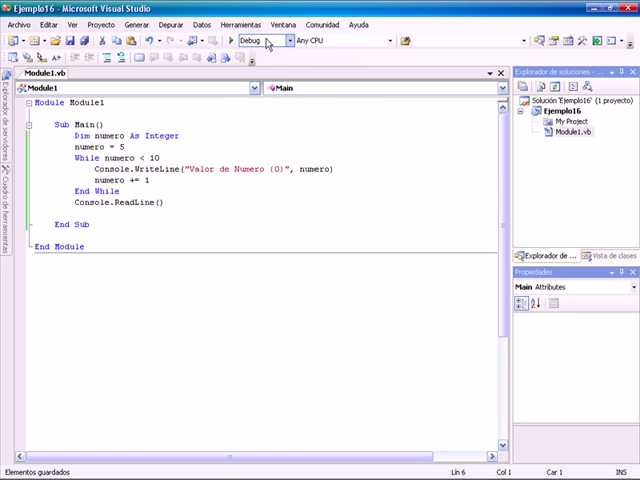 Ejemplo16 - Microsoft Visual Studio
Archivo Editar Ver Proyecto Generar Depurar Datos Herramientas Ventana Comunidad Ayuda
Debug Any CPU
Module1.vb
Module1 Main
Module Module1
Sub Main()
Dim numero As Integer
numero = 5
While numero < 10
Console.WriteLine("Valor de Numero {0}", numero)
numero += 1
End While
Console.ReadLine()
End Sub
End Module
Explorador de servidores
Cuadro de herramientas
Explorador de soluciones -
Solución 'Ejemplo16' (1 proyecto)
Ejemplo16
My Project
Module1.vb
Explorador de ... Vista de clases
Propiedades
Main Attributes
Elementos guardados Lín 6 Col 1 Car 1 INS